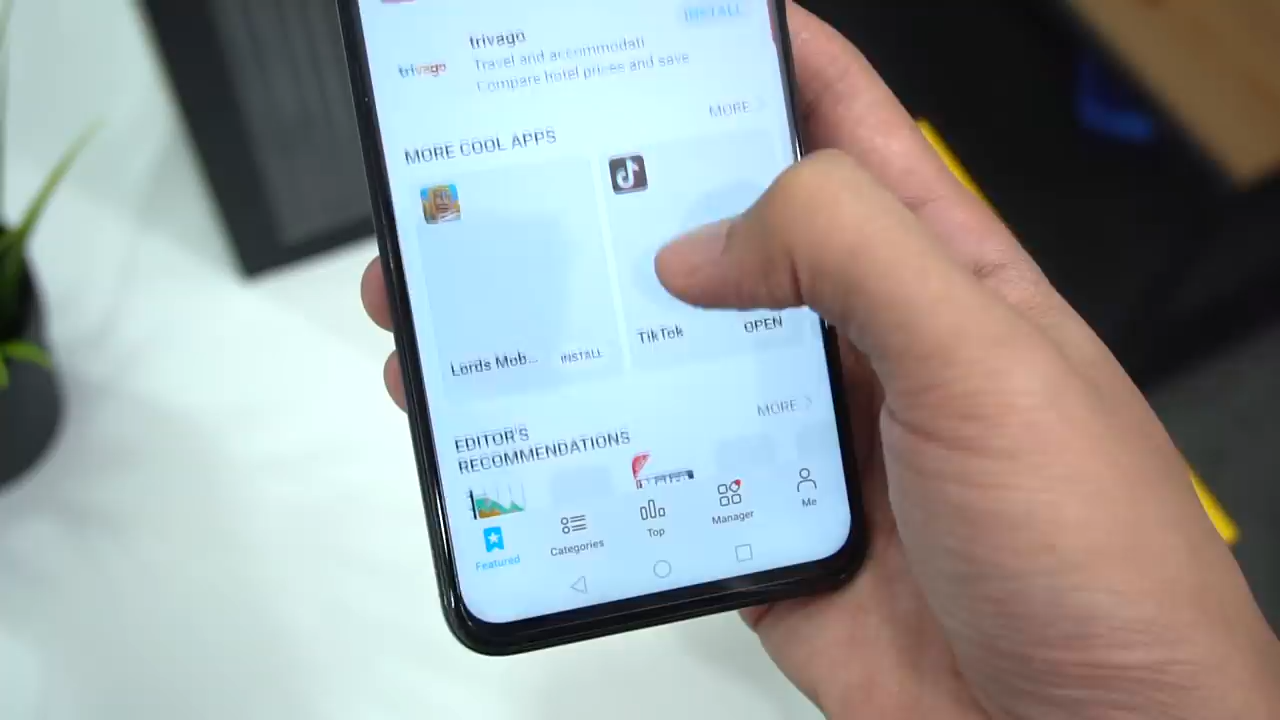 INSTALL
trivago
trivago
Travel and accommodati
Compare hotel prices and save
MORE
MORE COOL APPS
Lords Mob...
INSTALL
TikTok
OPEN
MORE
EDITOR'S
RECOMMENDATIONS
Featured
Categories
Top
Manager
Me